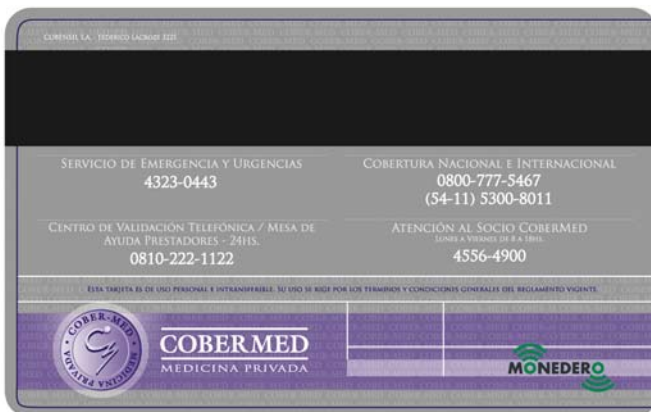 SERVICIO DE EMERGENCIA Y URGENCIAS
4323-0443
COBERTURA NACIONAL E INTERNACIONAL
0800-777-5467
(54-11) 5300-8011
CENTRO DE VALIDACIÓN TELEFÓNICA / MESA DE
AYUDA PRESTADORES - 24HS.
0810-222-1122
ATENCIÓN AL SOCIO COBERMED
LUNES A VIERNES DE 8 A 18HS.
4556-4900
ESTA TARJETA ES DE USO PERSONAL E INTRANSFERIBLE. SU USO SE RIGE POR LOS TERMINOS Y CONDICIONES GENERALES DEL REGLAMENTO VIGENTE.
COBER-MED
MEDICINA PRIVADA
COBERMED
MEDICINA PRIVADA
MONEDERO